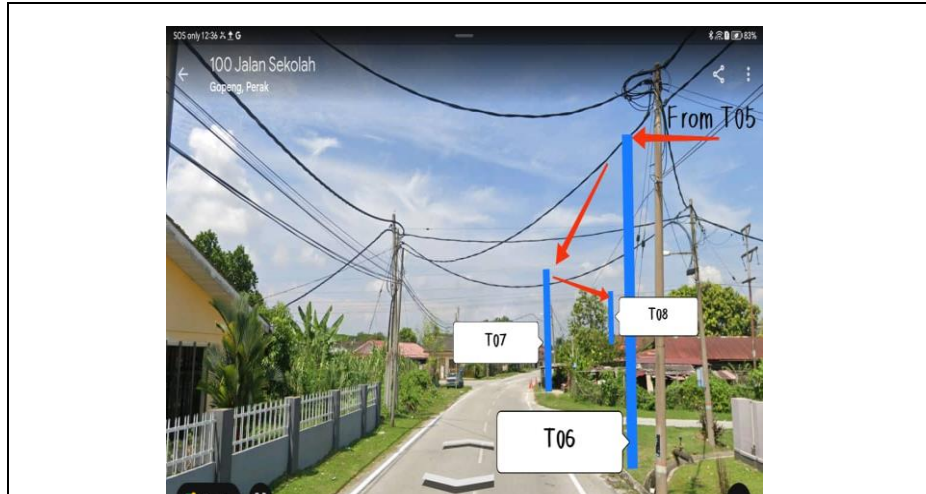 SOS only 12:36
G
83%
100 Jalan Sekolah
Gopeng, Perak
From T05
T08
T07
T06